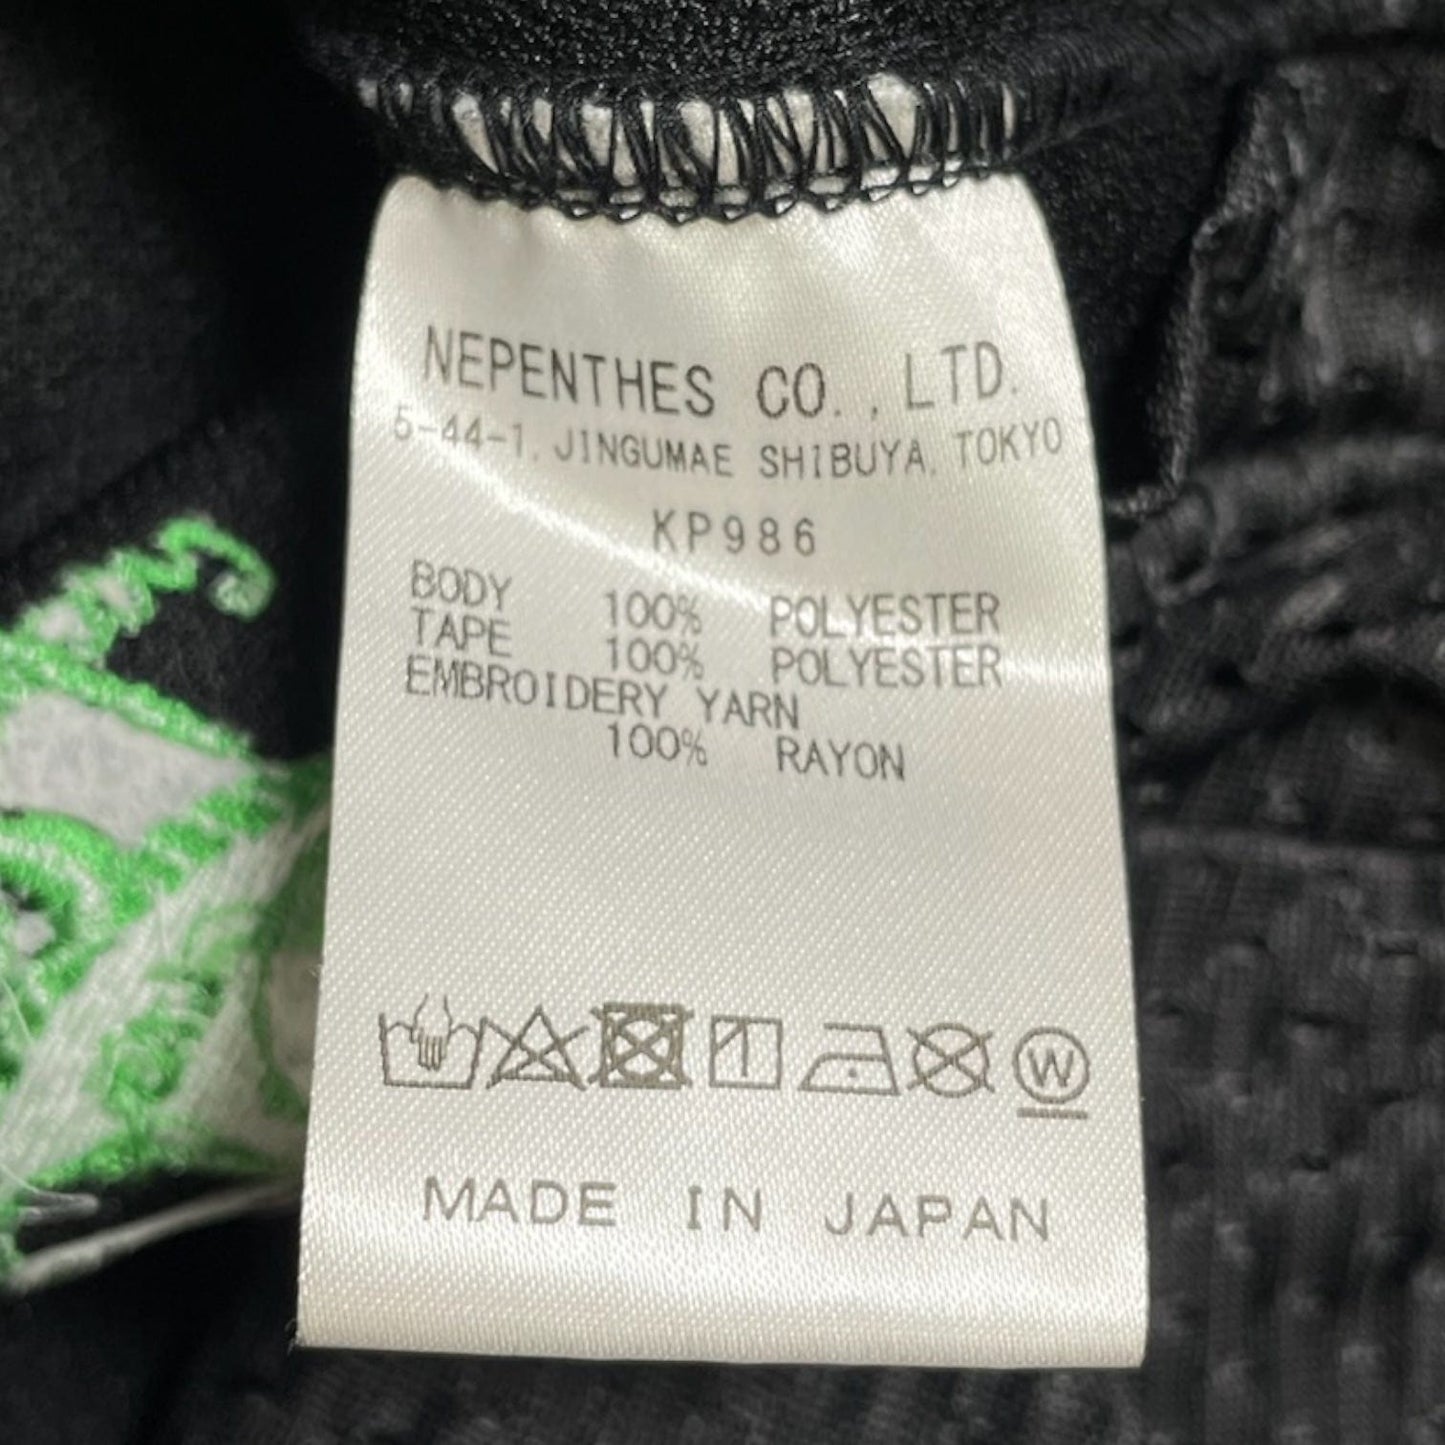 NEPENTHES CO., LTD.
5-44-1, JINGUMAE SHIBUYA, TOKYO
KP986
BODY 100% POLYESTER
TAPE 100% POLYESTER
EMBROIDERY YARN
100% RAYON
1 W
MADE IN JAPAN